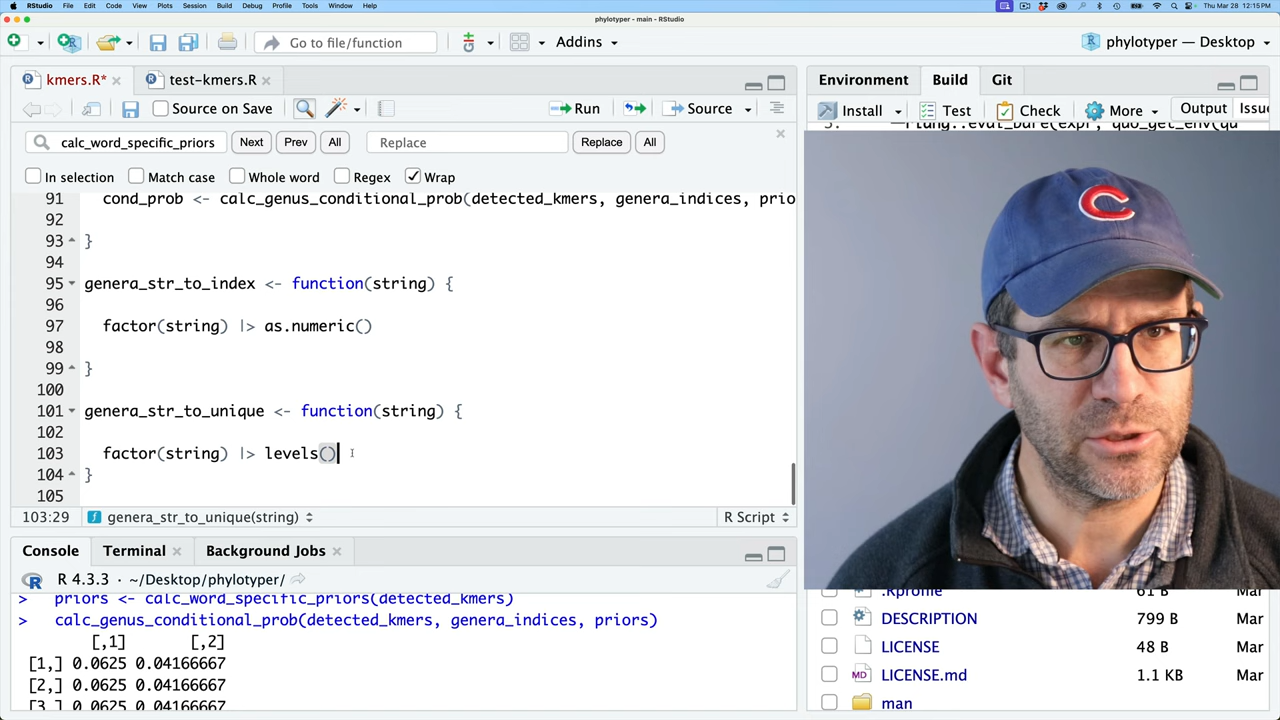 RStudio File Edit Code View Plots Session Build Debug Profile Tools Window Help Thu Mar 28 12:15PM
phylotyper - main - RStudio
Go to file/function Addins phylotyper — Desktop
kmers.R* test-kmers.R Environment Build Git
Source on Save Run Source Install Test Check More Output Issue
calc_word_specific_priors Next Prev All Replace Replace All
In selection Match case Whole word Regex Wrap
91 cond_prob <- calc_genus_conditional_prob(detected_kmers, genera_indices, prio
92
93 }
94
95 genera_str_to_index <- function(string) {
96
97 factor(string) |> as.numeric()
98
99 }
100
101 genera_str_to_unique <- function(string) {
102
103 factor(string) |> levels()
104 }
105
103:29 genera_str_to_unique(string) R Script
Console Terminal Background Jobs
R 4.3.3 · ~/Desktop/phylotyper/
> priors <- calc_word_specific_priors(detected_kmers)
> calc_genus_conditional_prob(detected_kmers, genera_indices, priors)
[,1] [,2]
[1,] 0.0625 0.04166667
[2,] 0.0625 0.04166667
[3,] 0.0625 0.04166667
C
.Rprofile 61 B Mar
DESCRIPTION 799 B Mar
LICENSE 48 B Mar
LICENSE.md 1.1 KB Mar
man